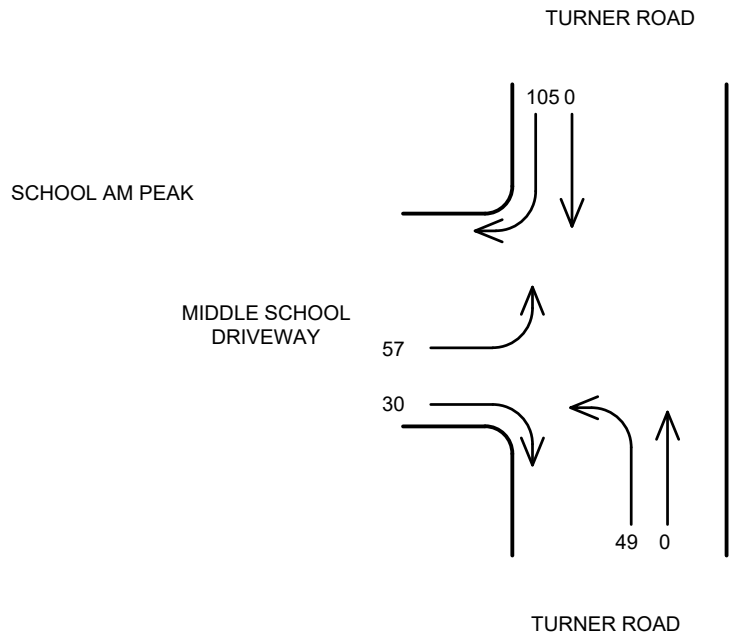 TURNER ROAD
105 0
SCHOOL AM PEAK
MIDDLE SCHOOL
DRIVEWAY
57
30
49 0
TURNER ROAD